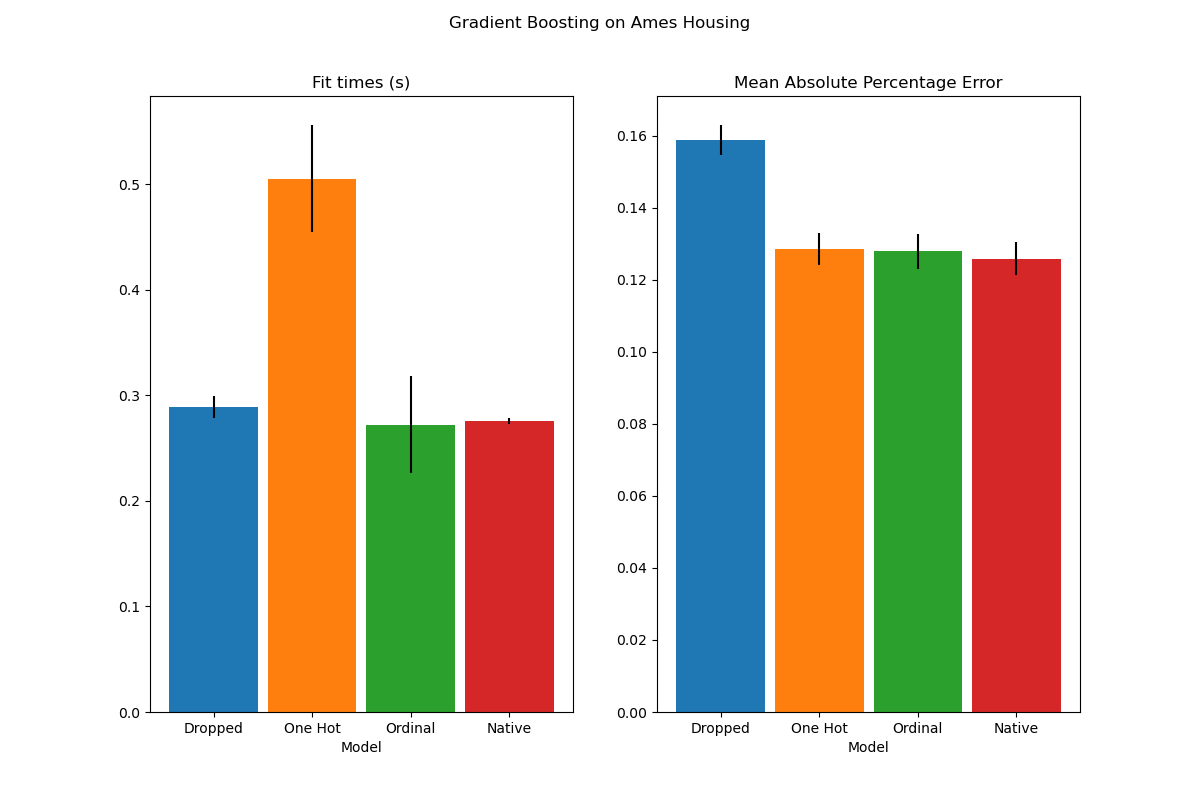 Gradient Boosting on Ames Housing
Fit times (s)
0.5
0.4
0.3
0.2
0.1
0.0
Dropped One Hot Ordinal Native
Model
Mean Absolute Percentage Error
0.16
0.14
0.12
0.10
0.08
0.06
0.04
0.02
0.00
Dropped One Hot Ordinal Native
Model